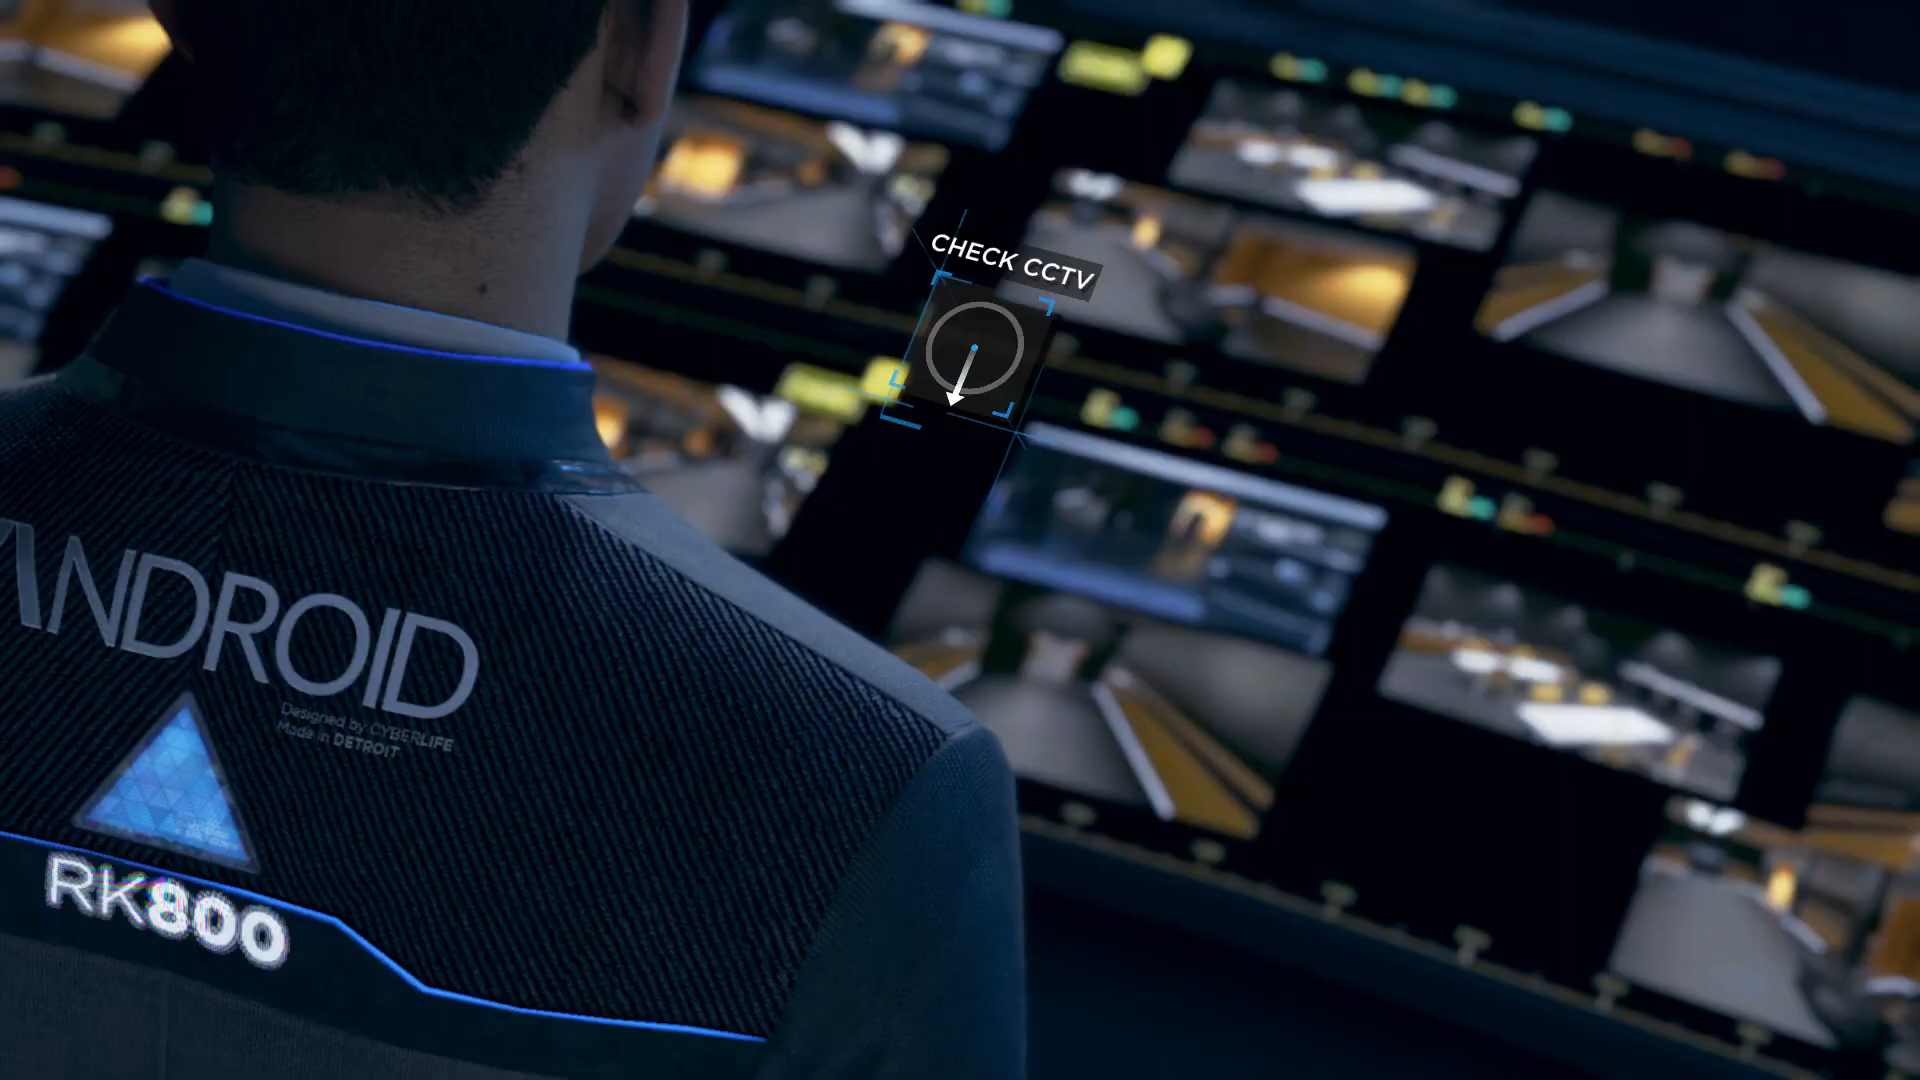 CHECK CCTV
ANDROID
Designed by CYBERLIFE
Made in DETROIT
RK800